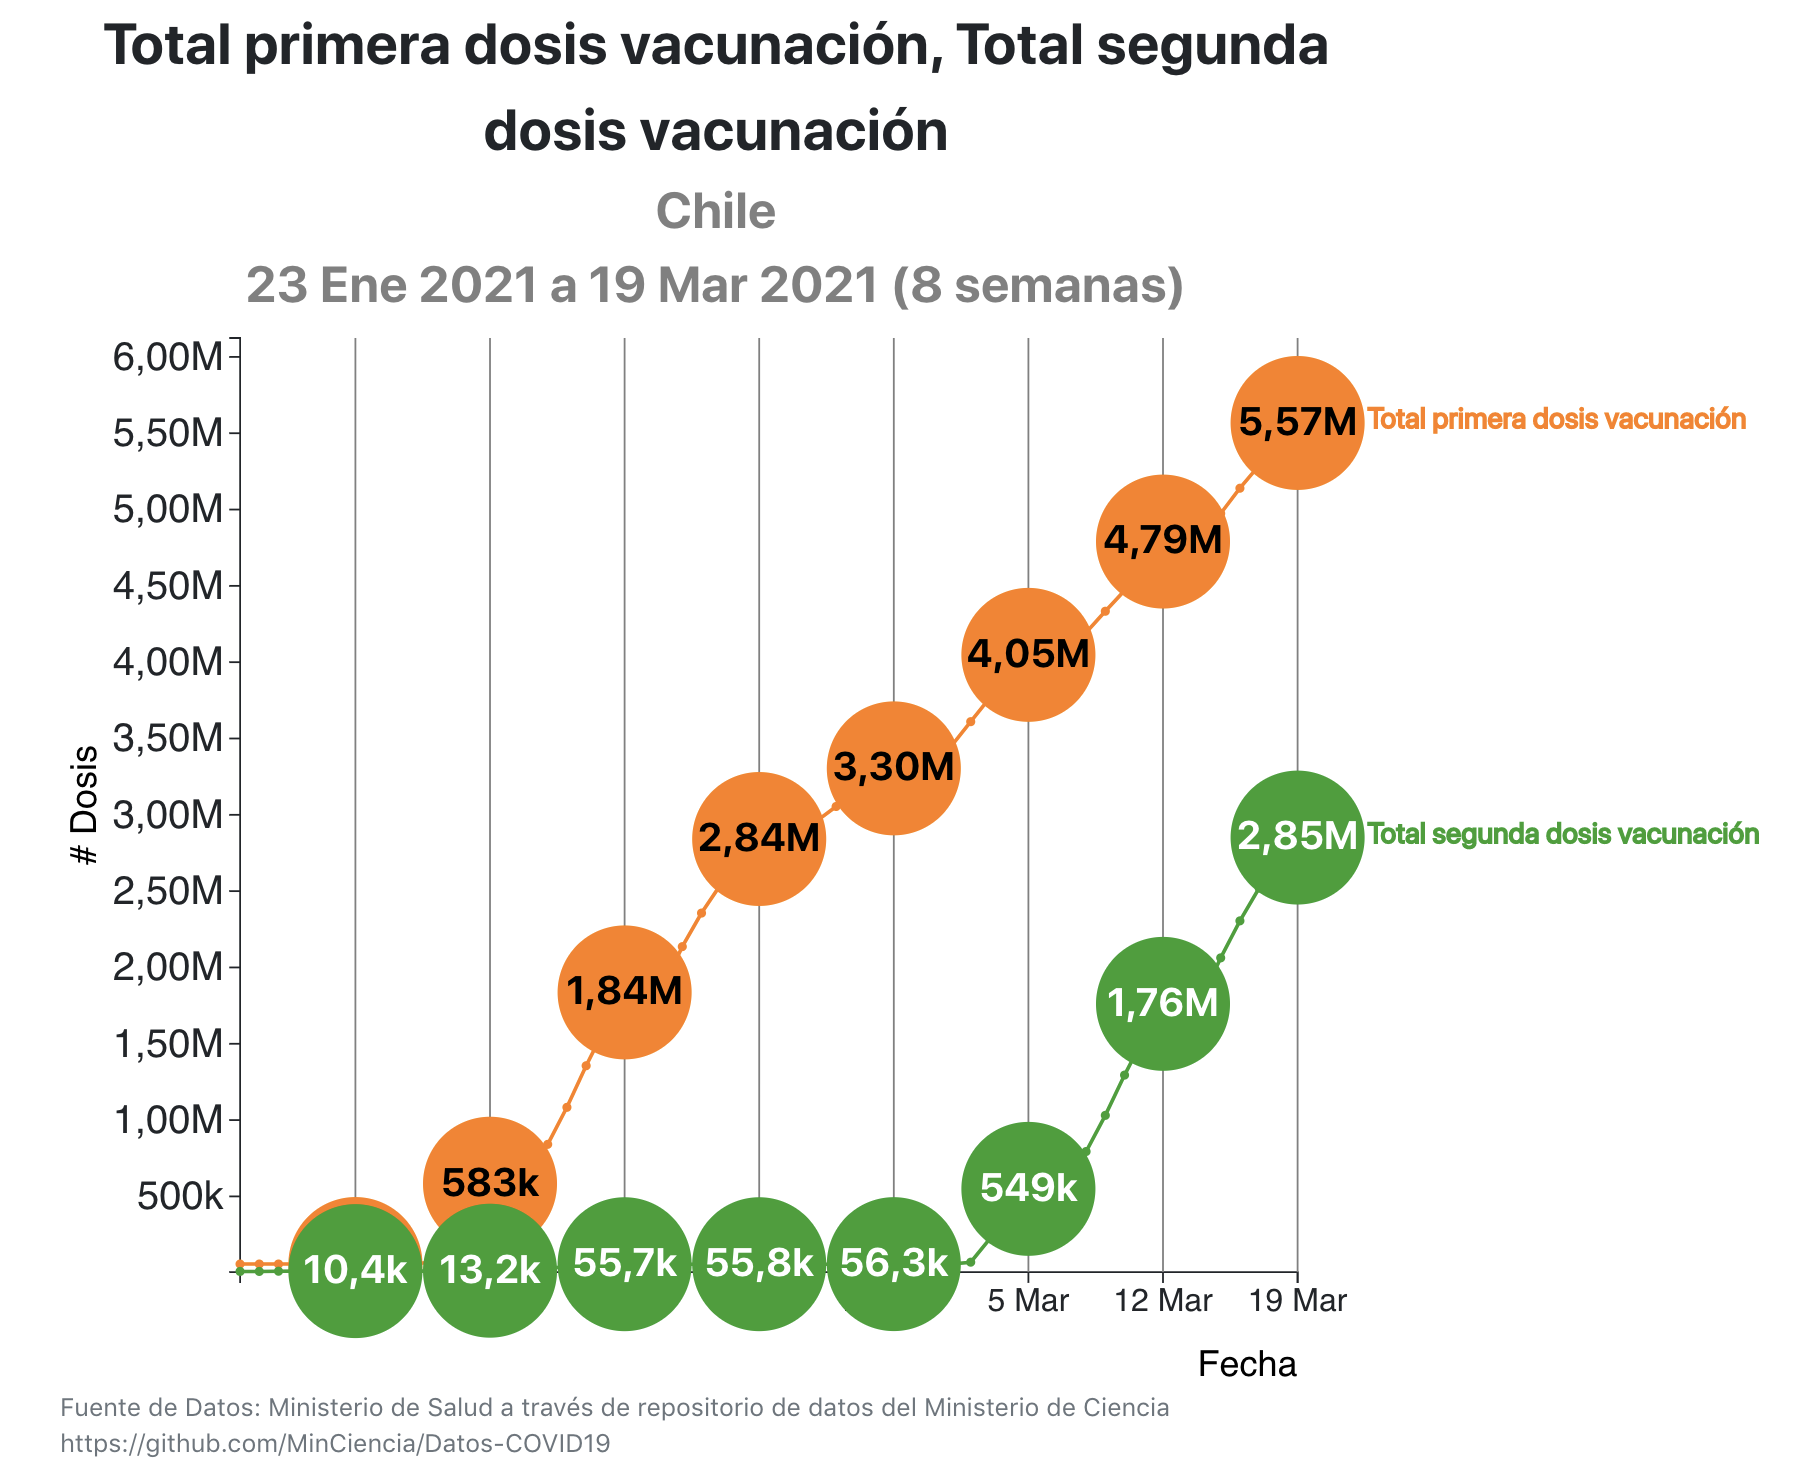 Total primera dosis vacunación, Total segunda
dosis vacunación
Chile
23 Ene 2021 a 19 Mar 2021 (8 semanas)
6,00M
5,50M
5,00M
4,50M
4,00M
3,50M
3,00M
2,50M
2,00M
1,50M
1,00M
500k
# Dosis
583k
1,84M
2,84M
3,30M
4,05M
4,79M
5,57M
Total primera dosis vacunación
10,4k
13,2k
55,7k
55,8k
56,3k
549k
1,76M
2,85M
Total segunda dosis vacunación
5 Mar
12 Mar
19 Mar
Fecha
Fuente de Datos: Ministerio de Salud a través de repositorio de datos del Ministerio de Ciencia
https://github.com/MinCiencia/Datos-COVID19